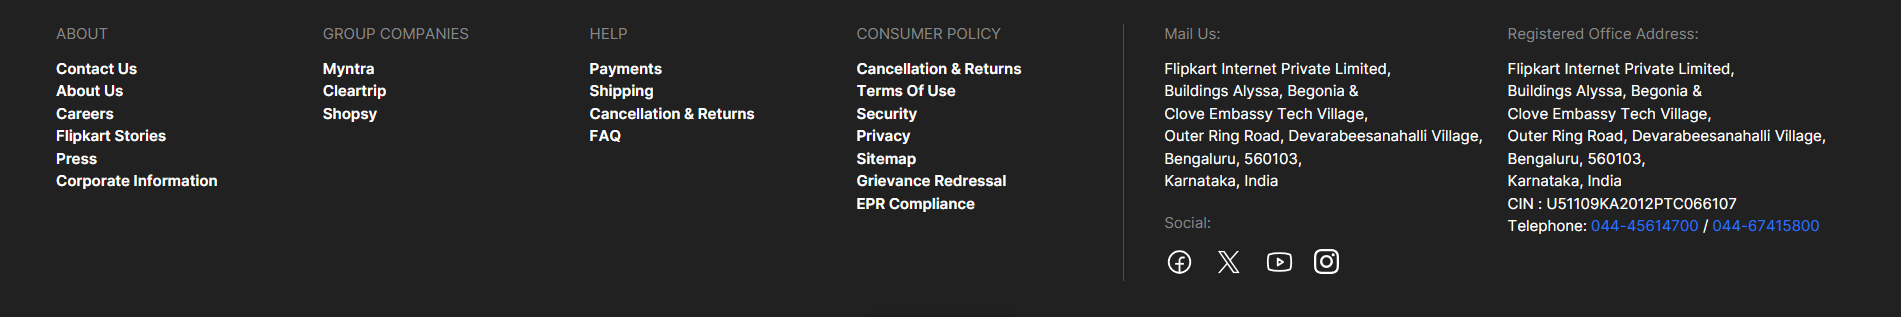 ABOUT
Contact Us
About Us
Careers
Flipkart Stories
Press
Corporate Information
GROUP COMPANIES
Myntra
Cleartrip
Shopsy
HELP
Payments
Shipping
Cancellation & Returns
FAQ
CONSUMER POLICY
Cancellation & Returns
Terms Of Use
Security
Privacy
Sitemap
Grievance Redressal
EPR Compliance
Mail Us:
Flipkart Internet Private Limited,
Buildings Alyssa, Begonia &
Clove Embassy Tech Village,
Outer Ring Road, Devarabeesanahalli Village,
Bengaluru, 560103,
Karnataka, India
Social:
Registered Office Address:
Flipkart Internet Private Limited,
Buildings Alyssa, Begonia &
Clove Embassy Tech Village,
Outer Ring Road, Devarabeesanahalli Village,
Bengaluru, 560103,
Karnataka, India
CIN : U51109KA2012PTC066107
Telephone: 044-45614700 / 044-67415800